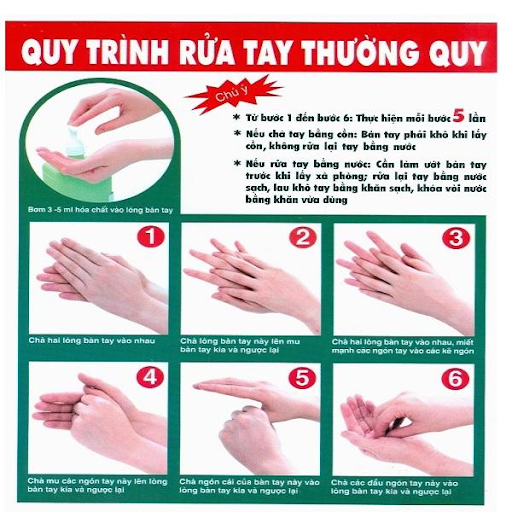 QUY TRÌNH RỬA TAY THƯỜNG QUY
Chú ý
* Từ bước 1 đến bước 6: Thực hiện mỗi bước 5 lần
* Nếu chà tay bằng cồn: Bàn tay phải khô khi lấy
cồn, không rửa lại tay bằng nước
* Nếu rửa tay bằng nước: Cần làm ướt bàn tay
trước khi lấy xà phòng; rửa lại tay bằng nước
sạch, lau khô tay bằng khăn sạch, khóa vòi nước
bằng khăn vừa dùng
Bơm 3 -5 ml hóa chất vào lòng bàn tay
1
Chà hai lòng bàn tay vào nhau
2
Chà lòng bàn tay này lên mu
bàn tay kia và ngược lại
3
Chà hai lòng bàn tay vào nhau, miết
mạnh các ngón tay vào các kẽ ngón
4
Chà mu các ngón tay này lên lòng
bàn tay kia và ngược lại
5
Chà ngón cái của bàn tay này vào
lòng bàn tay kia và ngược lại
6
Chà các đầu ngón tay này vào
lòng bàn tay kia và ngược lại